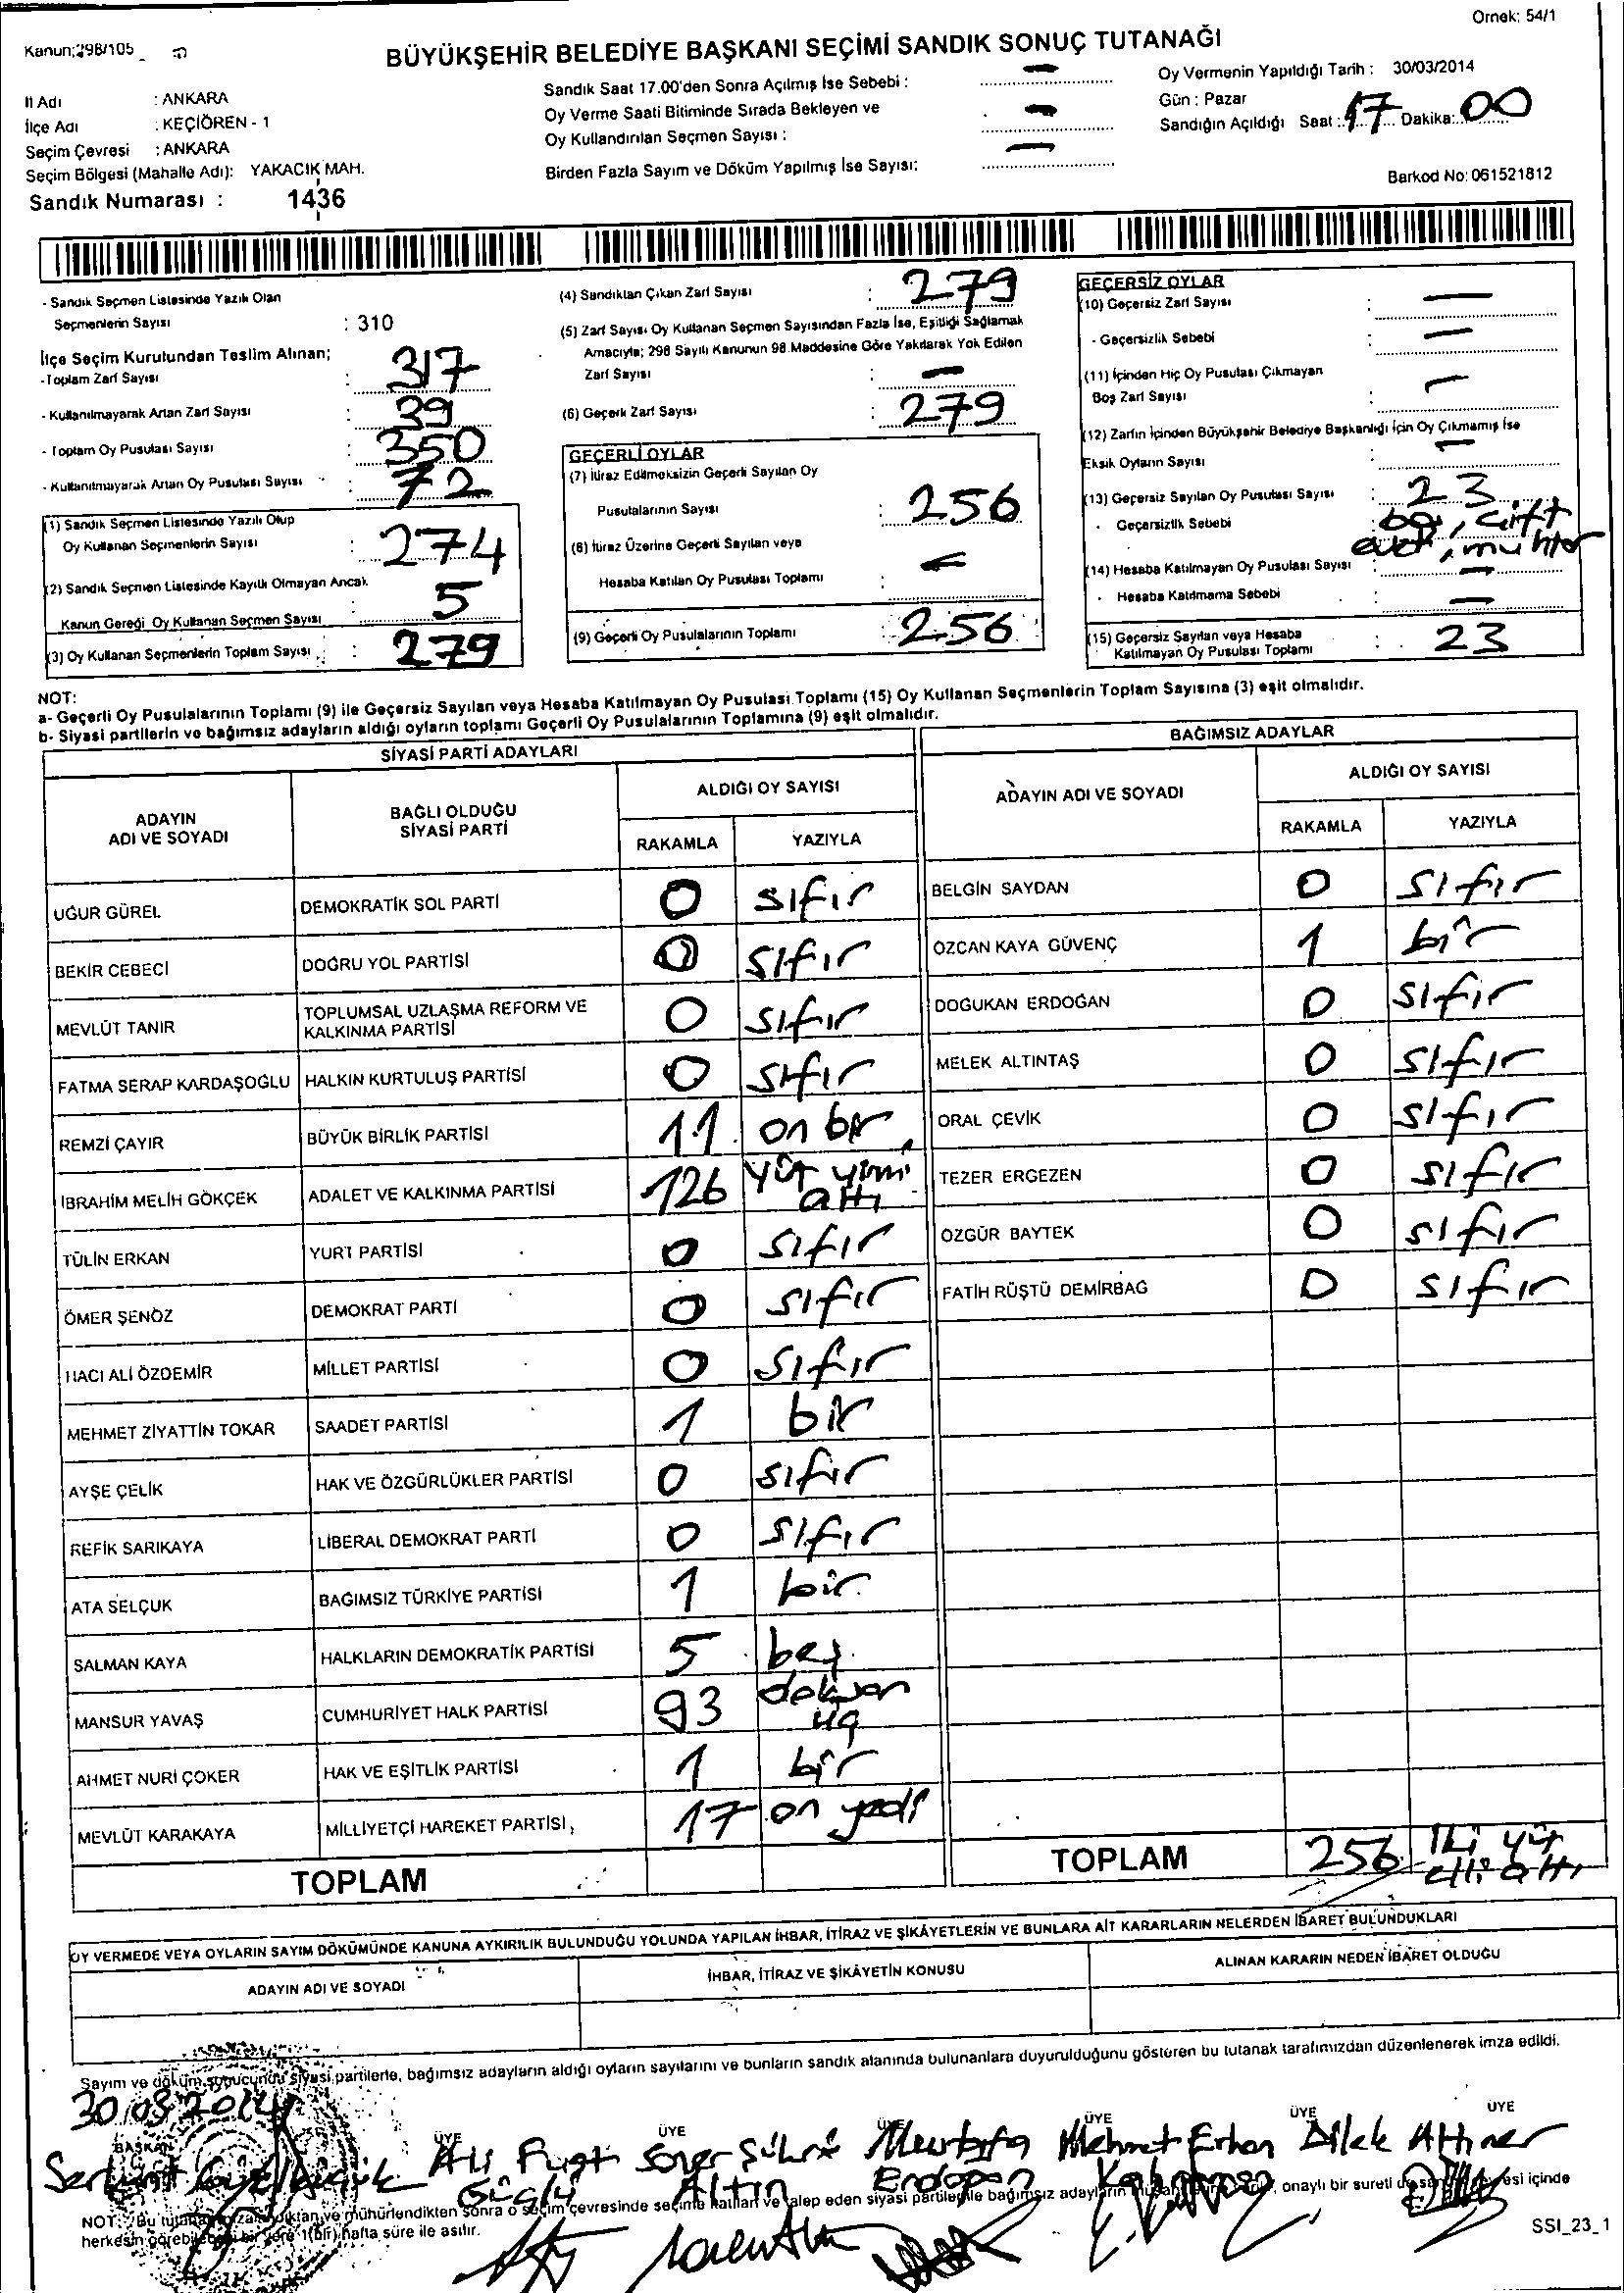 Örnek: 54/1
Kanun:298/105
BÜYÜKŞEHİR BELEDİYE BAŞKANI SEÇİMİ SANDIK SONUÇ TUTANAĞI
İl Adı : ANKARA
İlçe Adı : KEÇİÖREN - 1
Seçim Çevresi : ANKARA
Seçim Bölgesi (Mahalle Adı): YAKACIK MAH.
Sandık Numarası : 1436
Sandık Saat 17.00'den Sonra Açılmış İse Sebebi : —
Oy Verme Saati Bitiminde Sırada Bekleyen ve
Oy Kullandırılan Seçmen Sayısı : —
Birden Fazla Sayım ve Döküm Yapılmış İse Sayısı: —
Oy Vermenin Yapıldığı Tarih : 30/03/2014
Gün : Pazar
Sandığın Açıldığı Saat : 17 Dakika: 00
Barkod No: 061521812
- Sandık Seçmen Listesinde Yazılı Olan
Seçmenlerin Sayısı : 310
İlçe Seçim Kurulundan Teslim Alınan;
- Toplam Zarf Sayısı : 317
- Kullanılmayarak Artan Zarf Sayısı : 39
- Toplam Oy Pusulası Sayısı : 350
- Kullanılmayarak Artan Oy Pusulası Sayısı : 72
(1) Sandık Seçmen Listesinde Yazılı Olup
Oy Kullanan Seçmenlerin Sayısı : 274
(2) Sandık Seçmen Listesinde Kayıtlı Olmayan Ancak
Kanun Gereği Oy Kullanan Seçmen Sayısı : 5
(3) Oy Kullanan Seçmenlerin Toplam Sayısı : 279
(4) Sandıktan Çıkan Zarf Sayısı : 279
(5) Zarf Sayısı Oy Kullanan Seçmen Sayısından Fazla İse, Eşitliği Sağlamak
Amacıyla; 298 Sayılı Kanunun 98.Maddesine Göre Yakılarak Yok Edilen
Zarf Sayısı : —
(6) Geçerli Zarf Sayısı : 279
GEÇERLİ OYLAR
(7) İtiraz Edilmeksizin Geçerli Sayılan Oy
Pusulalarının Sayısı : 256
(8) İtiraz Üzerine Geçerli Sayılan veya
Hesaba Katılan Oy Pusulası Toplamı : —
(9) Geçerli Oy Pusulalarının Toplamı : 256
GEÇERSİZ OYLAR
(10) Geçersiz Zarf Sayısı : —
- Geçersizlik Sebebi : —
(11) İçinden Hiç Oy Pusulası Çıkmayan
Boş Zarf Sayısı : —
(12) Zarfın İçinden Büyükşehir Belediye Başkanlığı İçin Oy Çıkmamış İse
Eksik Oyların Sayısı : —
(13) Geçersiz Sayılan Oy Pusulası Sayısı : 23
- Geçersizlik Sebebi : boş, çift
evet, muhtar
(14) Hesaba Katılmayan Oy Pusulası Sayısı : —
- Hesaba Katılmama Sebebi : —
(15) Geçersiz Sayılan veya Hesaba
Katılmayan Oy Pusulası Toplamı : 23
NOT:
a- Geçerli Oy Pusulalarının Toplamı (9) ile Geçersiz Sayılan veya Hesaba Katılmayan Oy Pusulası Toplamı (15) Oy Kullanan Seçmenlerin Toplam Sayısına (3) eşit olmalıdır.
b- Siyasi partilerin ve bağımsız adayların aldığı oyların toplamı Geçerli Oy Pusulalarının Toplamına (9) eşit olmalıdır.
SİYASİ PARTİ ADAYLARI
ADAYIN ADI VE SOYADI BAĞLI OLDUĞU SİYASİ PARTİ ALDIĞI OY SAYISI
RAKAMLA YAZIYLA
UĞUR GÜREL DEMOKRATİK SOL PARTİ 0 sıfır
BEKİR CEBECİ DOĞRU YOL PARTİSİ 0 sıfır
MEVLÜT TANIR TOPLUMSAL UZLAŞMA REFORM VE KALKINMA PARTİSİ 0 sıfır
FATMA SERAP KARDAŞOĞLU HALKIN KURTULUŞ PARTİSİ 0 sıfır
REMZİ ÇAYIR BÜYÜK BİRLİK PARTİSİ 11 on bir
İBRAHİM MELİH GÖKÇEK ADALET VE KALKINMA PARTİSİ 126 yüz yirmi altı
TÜLİN ERKAN YURT PARTİSİ 0 sıfır
ÖMER ŞENÖZ DEMOKRAT PARTİ 0 sıfır
HACI ALİ ÖZDEMİR MİLLET PARTİSİ 0 sıfır
MEHMET ZİYATTİN TOKAR SAADET PARTİSİ 1 bir
AYŞE ÇELİK HAK VE ÖZGÜRLÜKLER PARTİSİ 0 sıfır
REFİK SARIKAYA LİBERAL DEMOKRAT PARTİ 0 sıfır
ATA SELÇUK BAĞIMSIZ TÜRKİYE PARTİSİ 1 bir
SALMAN KAYA HALKLARIN DEMOKRATİK PARTİSİ 5 beş
MANSUR YAVAŞ CUMHURİYET HALK PARTİSİ 93 doksan üç
AHMET NURİ ÇOKER HAK VE EŞİTLİK PARTİSİ 1 bir
MEVLÜT KARAKAYA MİLLİYETÇİ HAREKET PARTİSİ 17 on yedi
TOPLAM
BAĞIMSIZ ADAYLAR
ADAYIN ADI VE SOYADI ALDIĞI OY SAYISI
RAKAMLA YAZIYLA
BELGİN SAYDAN 0 sıfır
ÖZCAN KAYA GÜVENÇ 1 bir
DOĞUKAN ERDOĞAN 0 sıfır
MELEK ALTINTAŞ 0 sıfır
ORAL ÇEVİK 0 sıfır
TEZER ERGEZEN 0 sıfır
ÖZGÜR BAYTEK 0 sıfır
FATİH RÜŞTÜ DEMİRBAĞ 0 sıfır
TOPLAM 256 İki yüz elli altı
OY VERMEDE VEYA OYLARIN SAYIM DÖKÜMÜNDE KANUNA AYKIRILIK BULUNDUĞU YOLUNDA YAPILAN İHBAR, İTİRAZ VE ŞİKÂYETLERİN VE BUNLARA AİT KARARLARIN NELERDEN İBARET BULUNDUKLARI
ADAYIN ADI VE SOYADI İHBAR, İTİRAZ VE ŞİKÂYETİN KONUSU ALINAN KARARIN NEDEN İBARET OLDUĞU
Sayım ve döküm sonucunda siyasi partilerle, bağımsız adayların aldığı oyların sayılarını ve bunların sandık alanında bulunanlara duyurulduğunu gösteren bu tutanak tarafımızdan düzenlenerek imza edildi.
30.03.2014
BAŞKAN ÜYE ÜYE ÜYE ÜYE ÜYE ÜYE
Ali Fuat Güçlü Soner Şükrü Altın Mustafa Erdoğan Mehmet Erhan Dilek Altıner
NOT: Bu tutanak ve mühürlendikten sonra o seçim çevresinde seçime katılan ve talep eden siyasi partiler ile bağımsız adayların onaylı bir sureti de içinde
herkesin görebileceği bir yere 1(bir) hafta süre ile asılır.
SSI_23_1